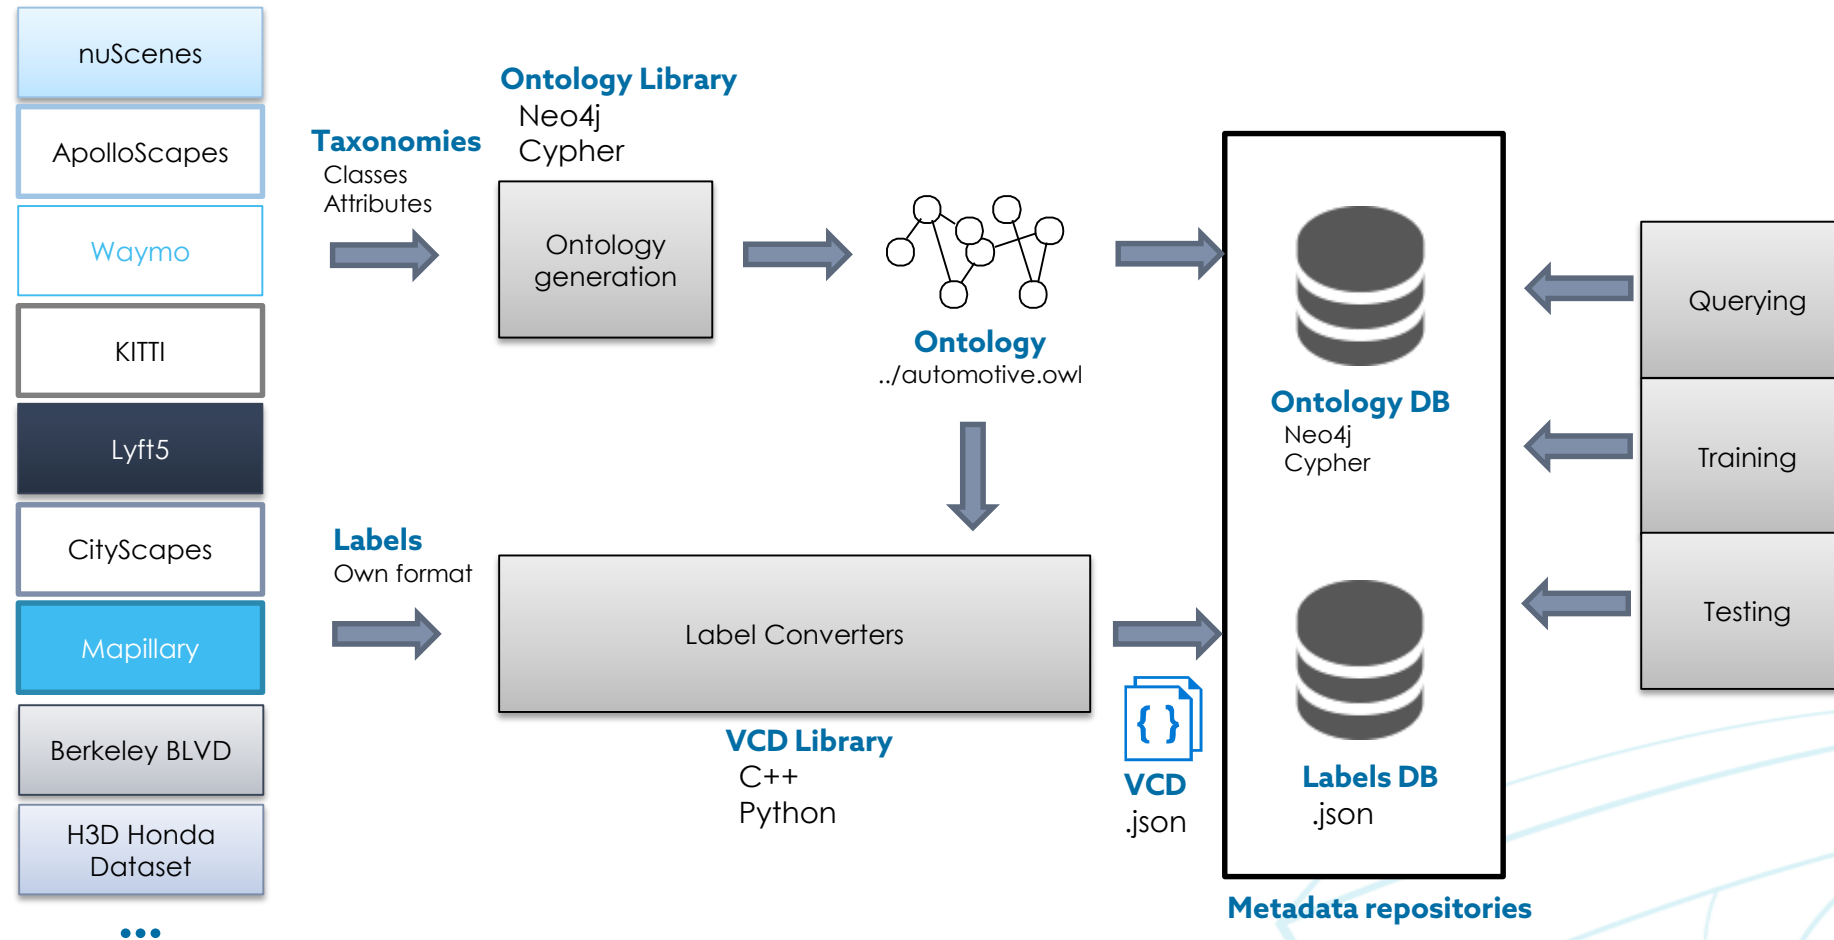 nuScenes
ApolloScapes
Waymo
KITTI
Lyft5
CityScapes
Mapillary
Berkeley BLVD
H3D Honda
Dataset
...
Taxonomies
Classes
Attributes
Ontology Library
Neo4j
Cypher
Ontology
generation
Ontology
../automotive.owl
Labels
Own format
Label Converters
VCD Library
C++
Python
{ }
VCD
.json
Ontology DB
Neo4j
Cypher
Labels DB
.json
Metadata repositories
Querying
Training
Testing